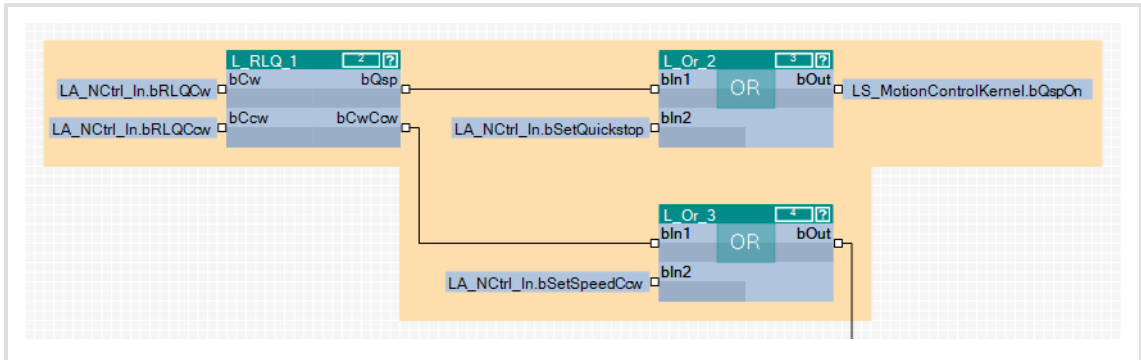 L_RLQ_1 2 ?
LA_NCtrl_In.bRLQCw bCw bQsp
LA_NCtrl_In.bRLQCcw bCcw bCwCcw
L_Or_2 3 ?
bIn1 OR bOut LS_MotionControlKernel.bQspOn
LA_NCtrl_In.bSetQuickstop bIn2
L_Or_3 4 ?
bIn1 OR bOut
LA_NCtrl_In.bSetSpeedCcw bIn2